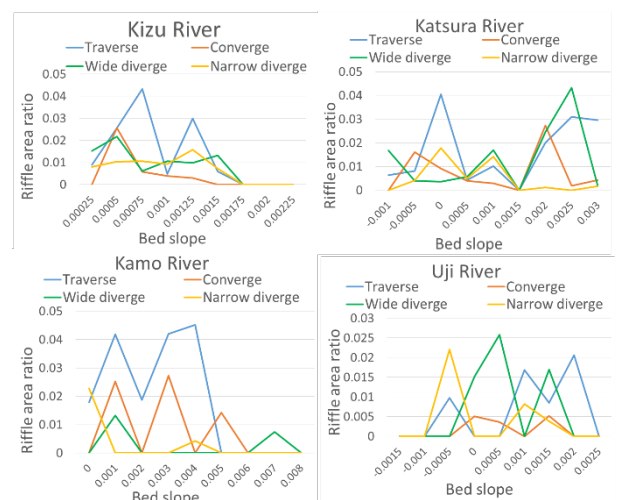 Kizu River
Traverse Converge
Wide diverge Narrow diverge
Riffle area ratio
0.05
0.04
0.03
0.02
0.01
0
0.00025 0.0005 0.00075 0.001 0.00125 0.0015 0.00175 0.002 0.00225
Bed slope
Katsura River
Traverse Converge
Wide diverge Narrow diverge
Riffle area ratio
0.05
0.04
0.03
0.02
0.01
0
-0.001 -0.0005 0 0.0005 0.001 0.0015 0.002 0.0025 0.003
Bed slope
Kamo River
Traverse Converge
Wide diverge Narrow diverge
Riffle area ratio
0.05
0.04
0.03
0.02
0.01
0
0 0.001 0.002 0.003 0.004 0.005 0.006 0.007 0.008
Bed slope
Uji River
Traverse Converge
Wide diverge Narrow diverge
Riffle area ratio
0.03
0.025
0.02
0.015
0.01
0.005
0
-0.0015 0.001 -0.0005 0 0.0005 0.001 0.0015 0.002 0.0025
Bed slope